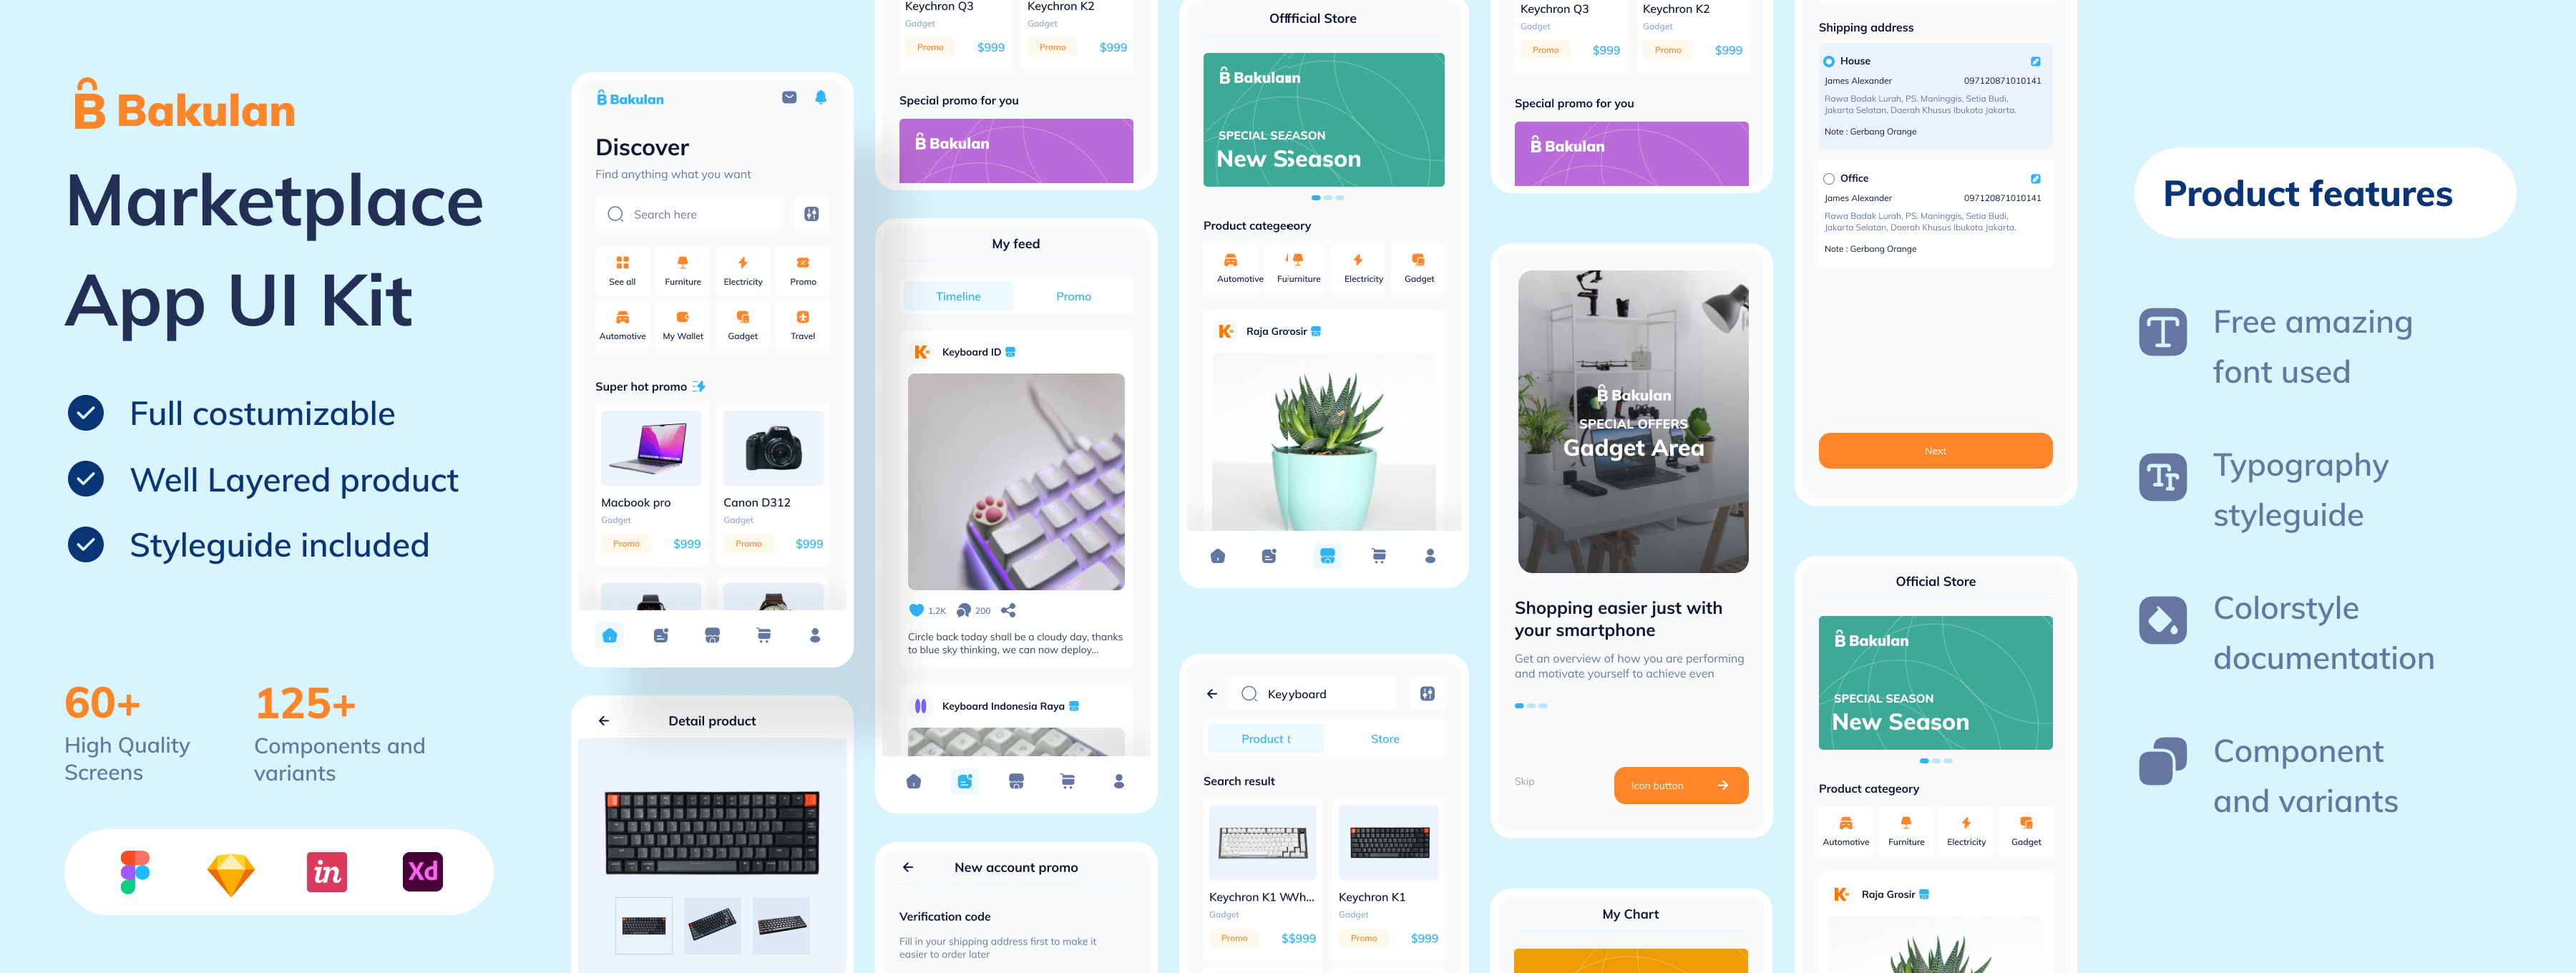 Bakulan
Marketplace
App UI Kit
Full costumizable
Well Layered product
Styleguide included
60+
High Quality
Screens
125+
Components and
variants
in
Xd
Bakulan
Discover
Find anything what you want
Search here
See all
Furniture
Electricity
Promo
Automotive
My Wallet
Gadget
Travel
Super hot promo
Macbook pro
Gadget
Promo
$999
Canon D312
Gadget
Promo
$999
Detail product
Keychron Q3
Gadget
Promo
$999
Keychron K2
Gadget
Promo
$999
Special promo for you
Bakulan
My feed
Timeline
Promo
Keyboard ID
1,2K
200
Circle back today shall be a cloudy day, thanks
to blue sky thinking, we can now deploy...
Keyboard Indonesia Raya
New account promo
Verification code
Fill in your shipping address first to make it
easier to order later
Offfficial Store
Bakulan
SPECIAL SEASON
New Season
Product categeory
Automotive
Furniture
Electricity
Gadget
Raja Grosir
Keyyboard
Product t
Store
Search result
Keychron K1 WWh...
Gadget
Promo
$$999
Keychron K1
Gadget
Promo
$999
Keychron Q3
Gadget
Promo
$999
Keychron K2
Gadget
Promo
$999
Special promo for you
Bakulan
Bakulan
SPECIAL OFFERS
Gadget Area
Shopping easier just with
your smartphone
Get an overview of how you are performing
and motivate yourself to achieve even
Skip
Icon button
My Chart
Shipping address
House
James Alexander
097120871010141
Rawa Badak Lurah, PS. Maninggis, Setia Budi,
Jakarta Selatan, Daerah Khusus Ibukota Jakarta.
Note : Gerbang Orange
Office
James Alexander
097120871010141
Rawa Badak Lurah, PS. Maninggis, Setia Budi,
Jakarta Selatan, Daerah Khusus Ibukota Jakarta.
Note : Gerbang Orange
Next
Official Store
Bakulan
SPECIAL SEASON
New Season
Product categeory
Automotive
Furniture
Electricity
Gadget
Raja Grosir
Product features
Free amazing
font used
Typography
styleguide
Colorstyle
documentation
Component
and variants